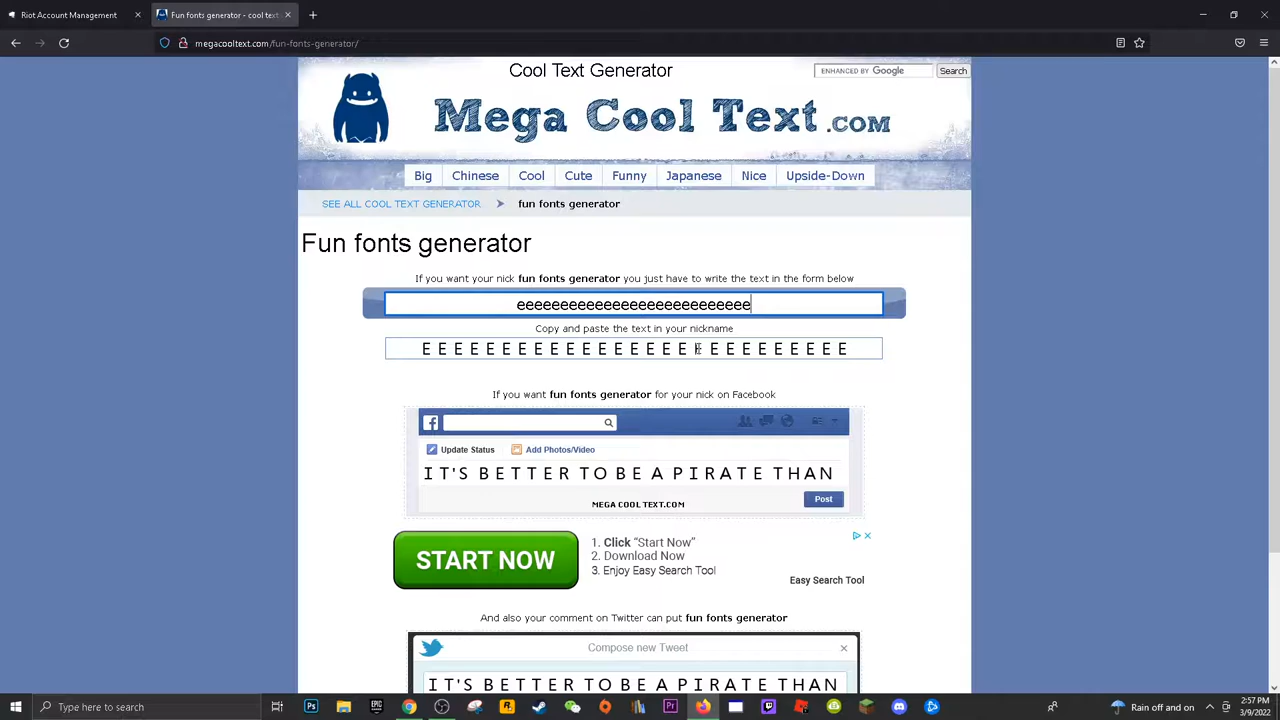 Riot Account Management
Fun fonts generator - cool text
megacooltext.com/fun-fonts-generator/
Cool Text Generator
ENHANCED BY Google
Search
Mega Cool Text .COM
Big Chinese Cool Cute Funny Japanese Nice Upside-Down
SEE ALL COOL TEXT GENERATOR fun fonts generator
Fun fonts generator
If you want your nick fun fonts generator you just have to write the text in the form below
eeeeeeeeeeeeeeeeeeeeeeeeeee
Copy and paste the text in your nickname
E E E E E E E E E E E E E E E E E E E E E E E E E E E
If you want fun fonts generator for your nick on Facebook
Update Status Add Photos/Video
IT'S BETTER TO BE A PIRATE THAN
MEGA COOL TEXT.COM
Post
START NOW
1. Click “Start Now”
2. Download Now
3. Enjoy Easy Search Tool
Easy Search Tool
And also your comment on Twitter can put fun fonts generator
Compose new Tweet
IT'S BETTER TO BE A PIRATE THAN
Type here to search
Rain off and on
2:57 PM
3/9/2022